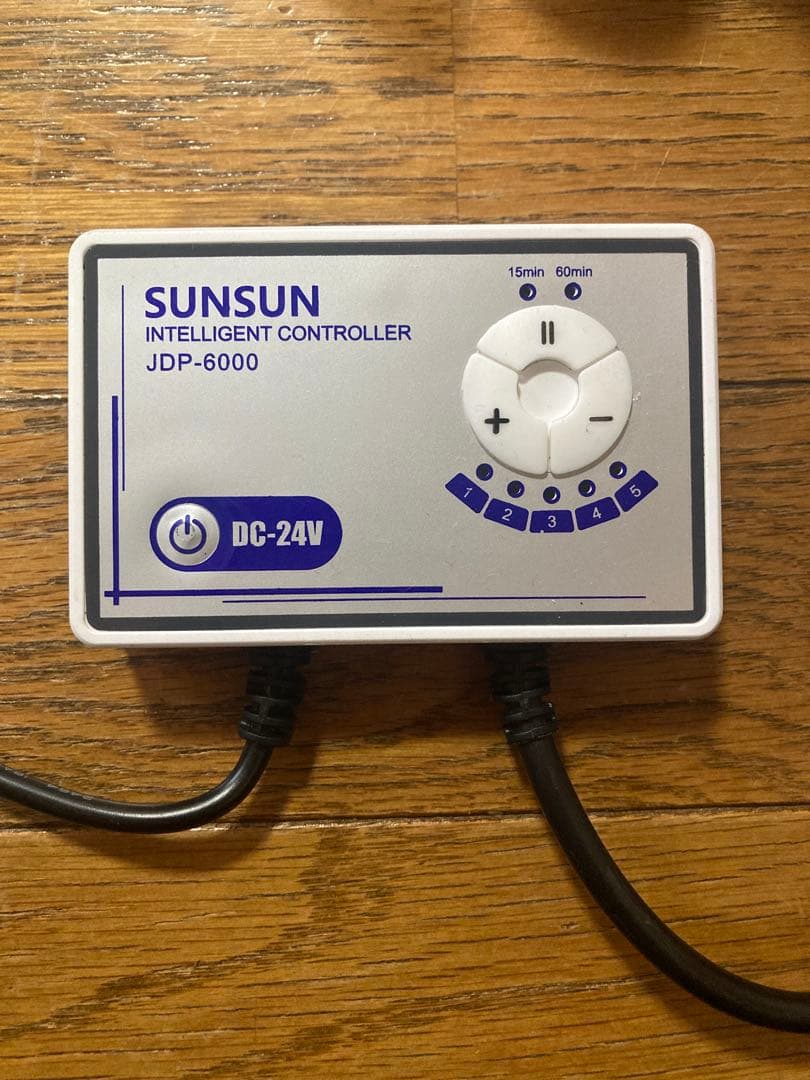 SUNSUN
INTELLIGENT CONTROLLER
JDP-6000
15min 60min
+ −
1 2 3 4 5
DC-24V